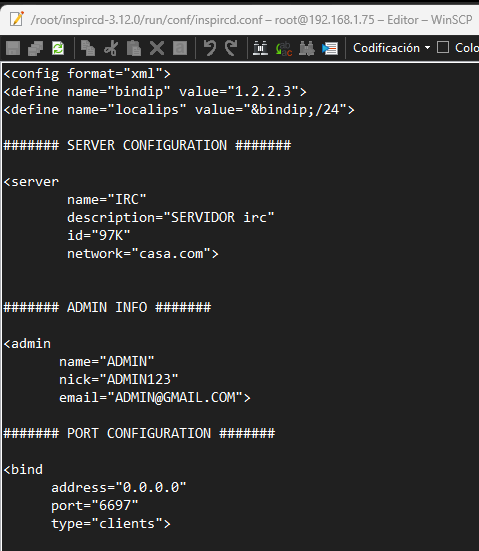 /root/inspircd-3.12.0/run/conf/inspircd.conf – root@192.168.1.75 – Editor – WinSCP
Codificación
Colo
<config format="xml">
<define name="bindip" value="1.2.2.3">
<define name="localips" value="&bindip;/24">
####### SERVER CONFIGURATION #######
<server
name="IRC"
description="SERVIDOR irc"
id="97K"
network="casa.com">
####### ADMIN INFO #######
<admin
name="ADMIN"
nick="ADMIN123"
email="ADMIN@GMAIL.COM">
####### PORT CONFIGURATION #######
<bind
address="0.0.0.0"
port="6697"
type="clients">